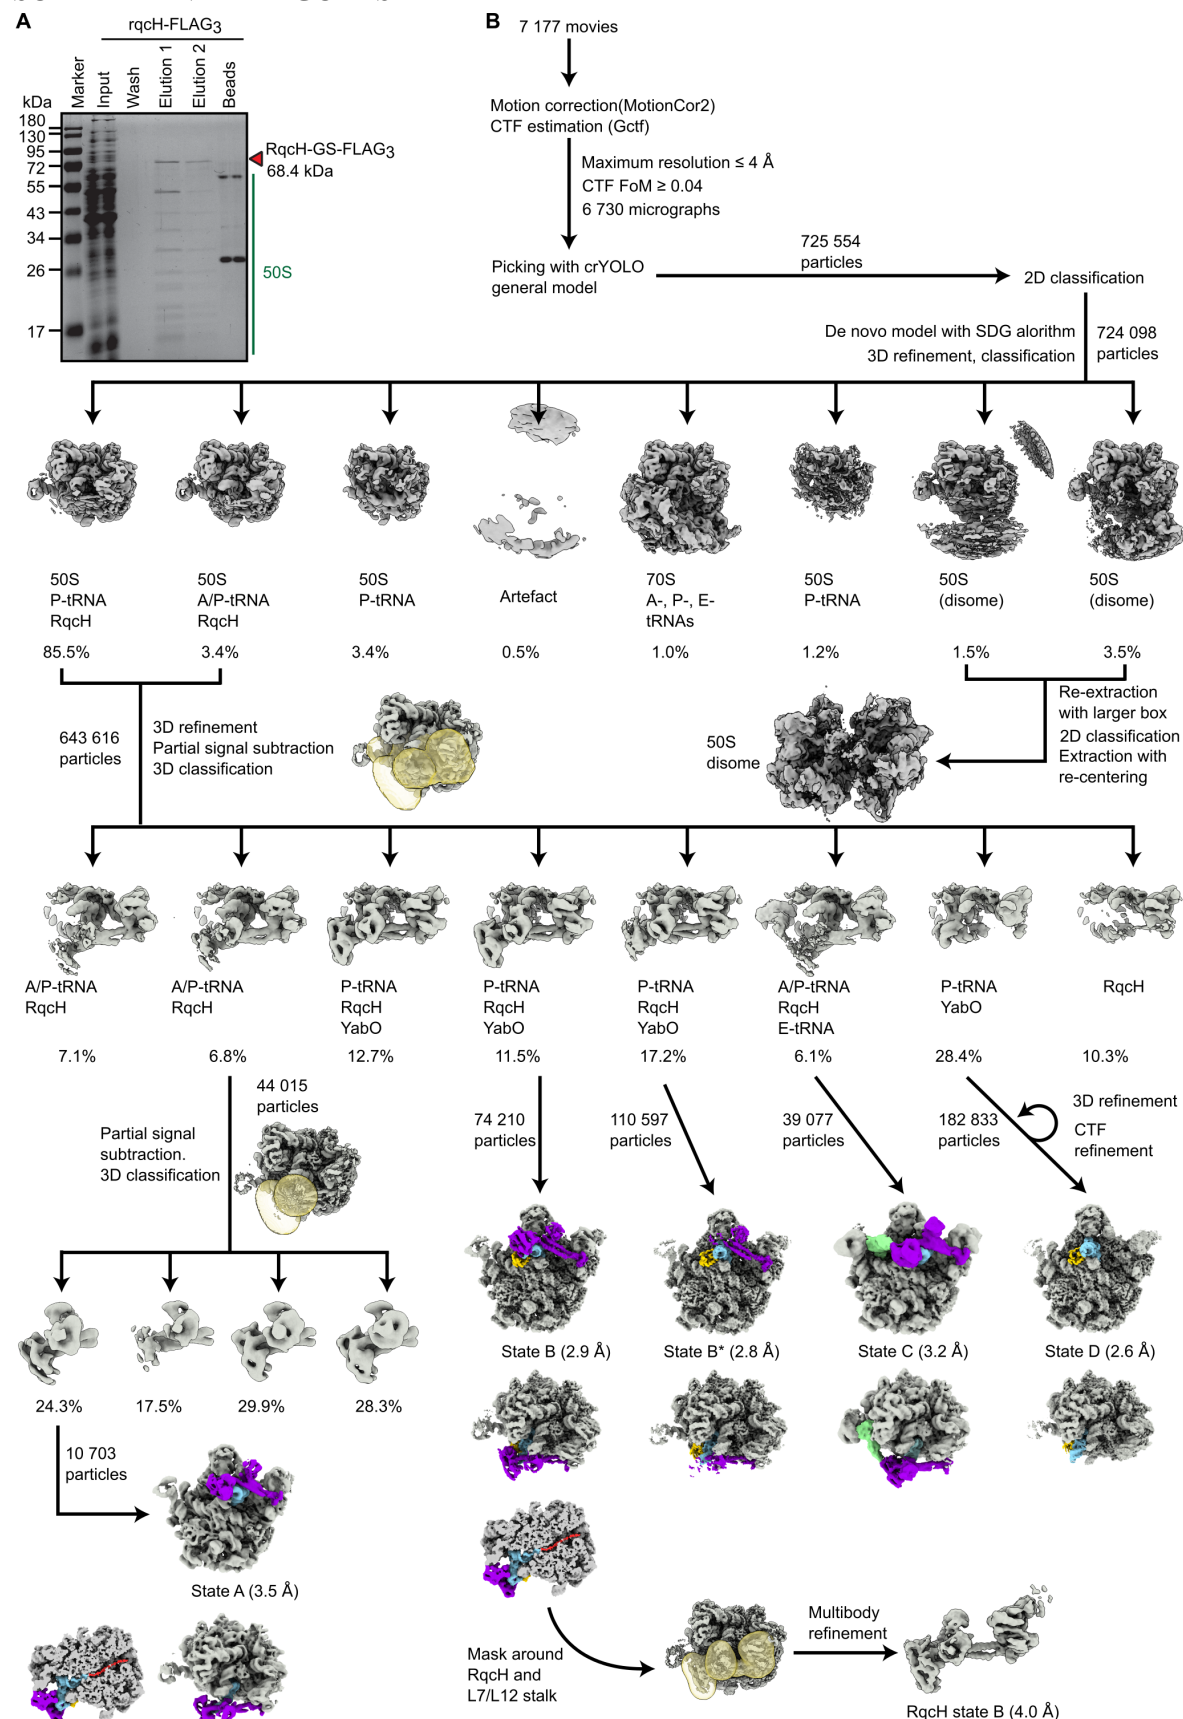 A
rqcH-FLAG3
Marker
Input
Wash
Elution 1
Elution 2
Beads
kDa
180
130
95
72
55
43
34
26
17
RqcH-GS-FLAG3
68.4 kDa
50S
B
7 177 movies
Motion correction(MotionCor2)
CTF estimation (Gctf)
Maximum resolution ≤ 4 Å
CTF FoM ≥ 0.04
6 730 micrographs
Picking with crYOLO
general model
725 554
particles
2D classification
De novo model with SDG alorithm
3D refinement, classification
724 098
particles
50S
P-tRNA
RqcH
85.5%
50S
A/P-tRNA
RqcH
3.4%
50S
P-tRNA
3.4%
Artefact
0.5%
70S
A-, P-, E-
tRNAs
1.0%
50S
P-tRNA
1.2%
50S
(disome)
1.5%
50S
(disome)
3.5%
643 616
particles
3D refinement
Partial signal subtraction
3D classification
50S
disome
Re-extraction
with larger box
2D classification
Extraction with
re-centering
A/P-tRNA
RqcH
7.1%
A/P-tRNA
RqcH
6.8%
P-tRNA
RqcH
YabO
12.7%
P-tRNA
RqcH
YabO
11.5%
P-tRNA
RqcH
YabO
17.2%
A/P-tRNA
RqcH
E-tRNA
6.1%
P-tRNA
YabO
28.4%
RqcH
10.3%
44 015
particles
Partial signal
subtraction.
3D classification
74 210
particles
110 597
particles
39 077
particles
182 833
particles
3D refinement
CTF
refinement
State B (2.9 Å)
State B* (2.8 Å)
State C (3.2 Å)
State D (2.6 Å)
24.3%
17.5%
29.9%
28.3%
10 703
particles
State A (3.5 Å)
Mask around
RqcH and
L7/L12 stalk
Multibody
refinement
RqcH state B (4.0 Å)